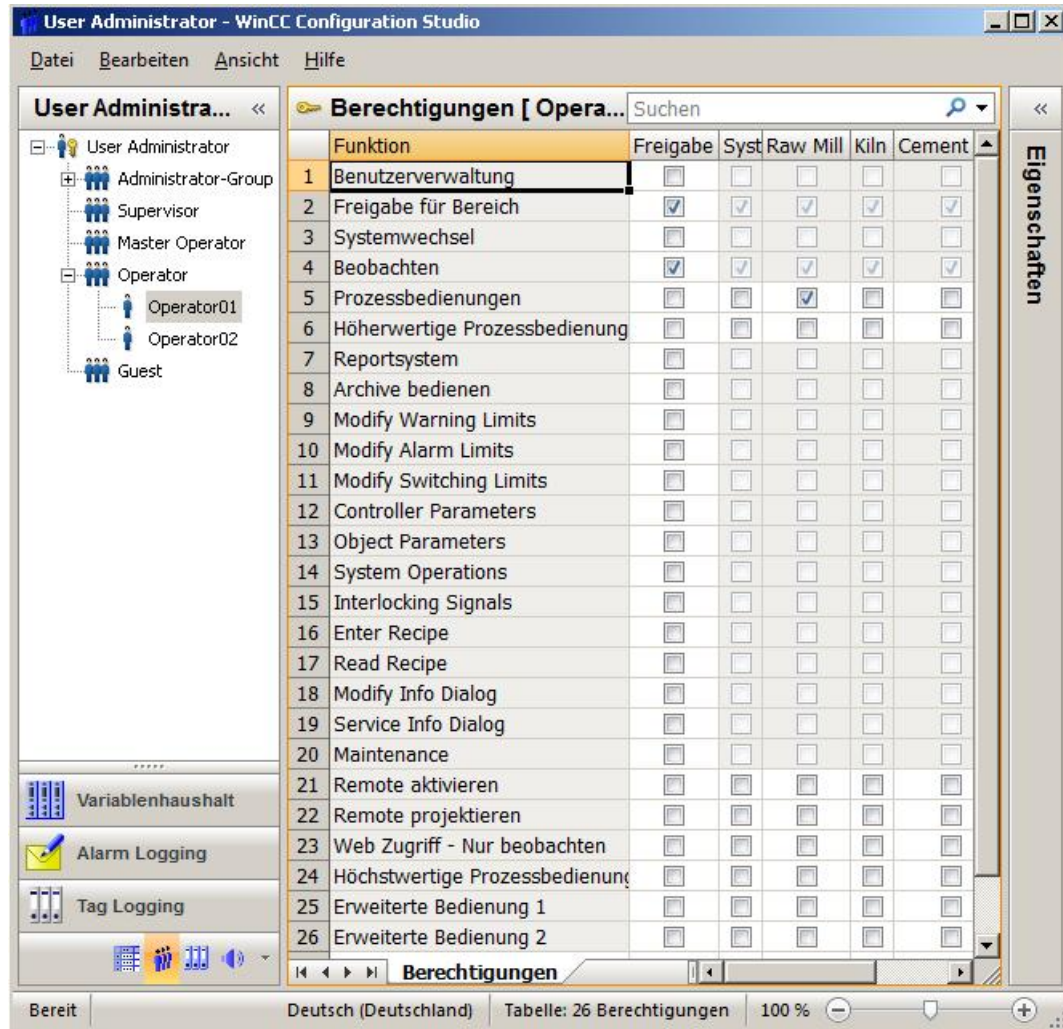 User Administrator - WinCC Configuration Studio
Datei Bearbeiten Ansicht Hilfe
User Administra... «
User Administrator
Administrator-Group
Supervisor
Master Operator
Operator
Operator01
Operator02
Guest
Variablenhaushalt
Alarm Logging
Tag Logging
Berechtigungen [ Opera... Suchen
Funktion Freigabe Syst Raw Mill Kiln Cement
1 Benutzerverwaltung
2 Freigabe für Bereich
3 Systemwechsel
4 Beobachten
5 Prozessbedienungen
6 Höherwertige Prozessbedienung
7 Reportsystem
8 Archive bedienen
9 Modify Warning Limits
10 Modify Alarm Limits
11 Modify Switching Limits
12 Controller Parameters
13 Object Parameters
14 System Operations
15 Interlocking Signals
16 Enter Recipe
17 Read Recipe
18 Modify Info Dialog
19 Service Info Dialog
20 Maintenance
21 Remote aktivieren
22 Remote projektieren
23 Web Zugriff - Nur beobachten
24 Höchstwertige Prozessbedienung
25 Erweiterte Bedienung 1
26 Erweiterte Bedienung 2
Berechtigungen
«
Eigenschaften
Bereit Deutsch (Deutschland) Tabelle: 26 Berechtigungen 100 %